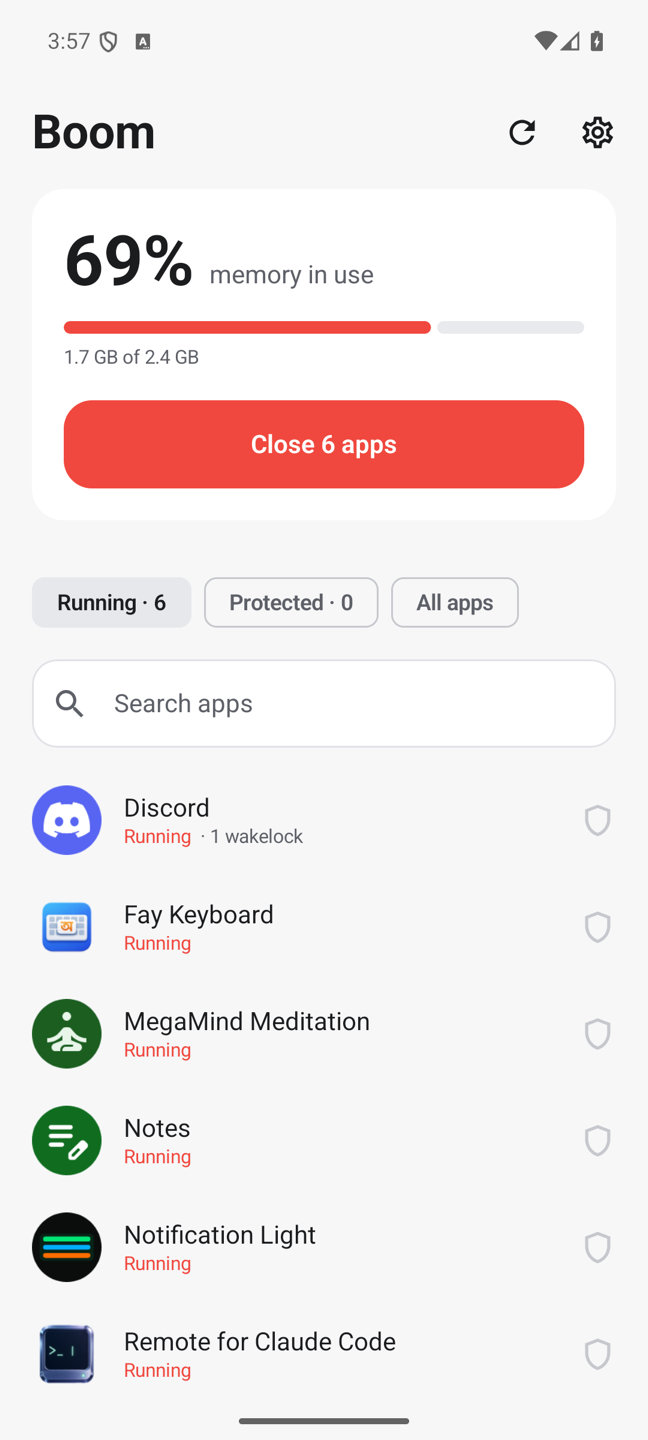 3:57
Boom
69% memory in use
1.7 GB of 2.4 GB
Close 6 apps
Running · 6
Protected · 0
All apps
Search apps
Discord
Running · 1 wakelock
অ
Fay Keyboard
Running
MegaMind Meditation
Running
Notes
Running
Notification Light
Running
>_
Remote for Claude Code
Running